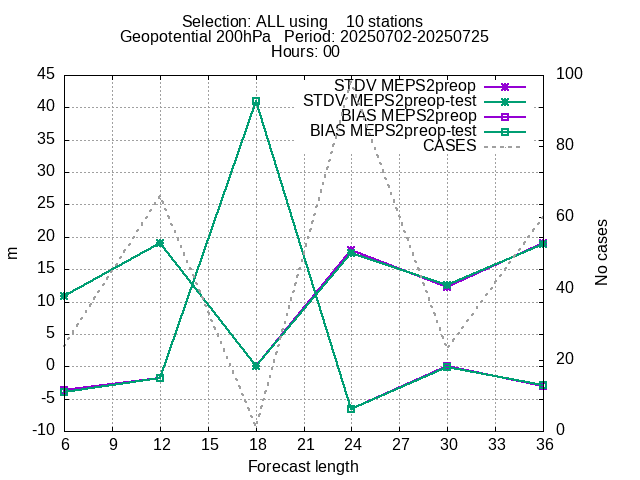 Selection: ALL using    10 stations
Geopotential 200hPa   Period: 20250702-20250725
Hours: 00
STDV MEPS2preop
STDV MEPS2preop-test
BIAS MEPS2preop
BIAS MEPS2preop-test
CASES
45
40
35
30
25
20
15
10
5
0
-5
-10
m
100
80
60
40
20
0
No cases
6 9 12 15 18 21 24 27 30 33 36
Forecast length